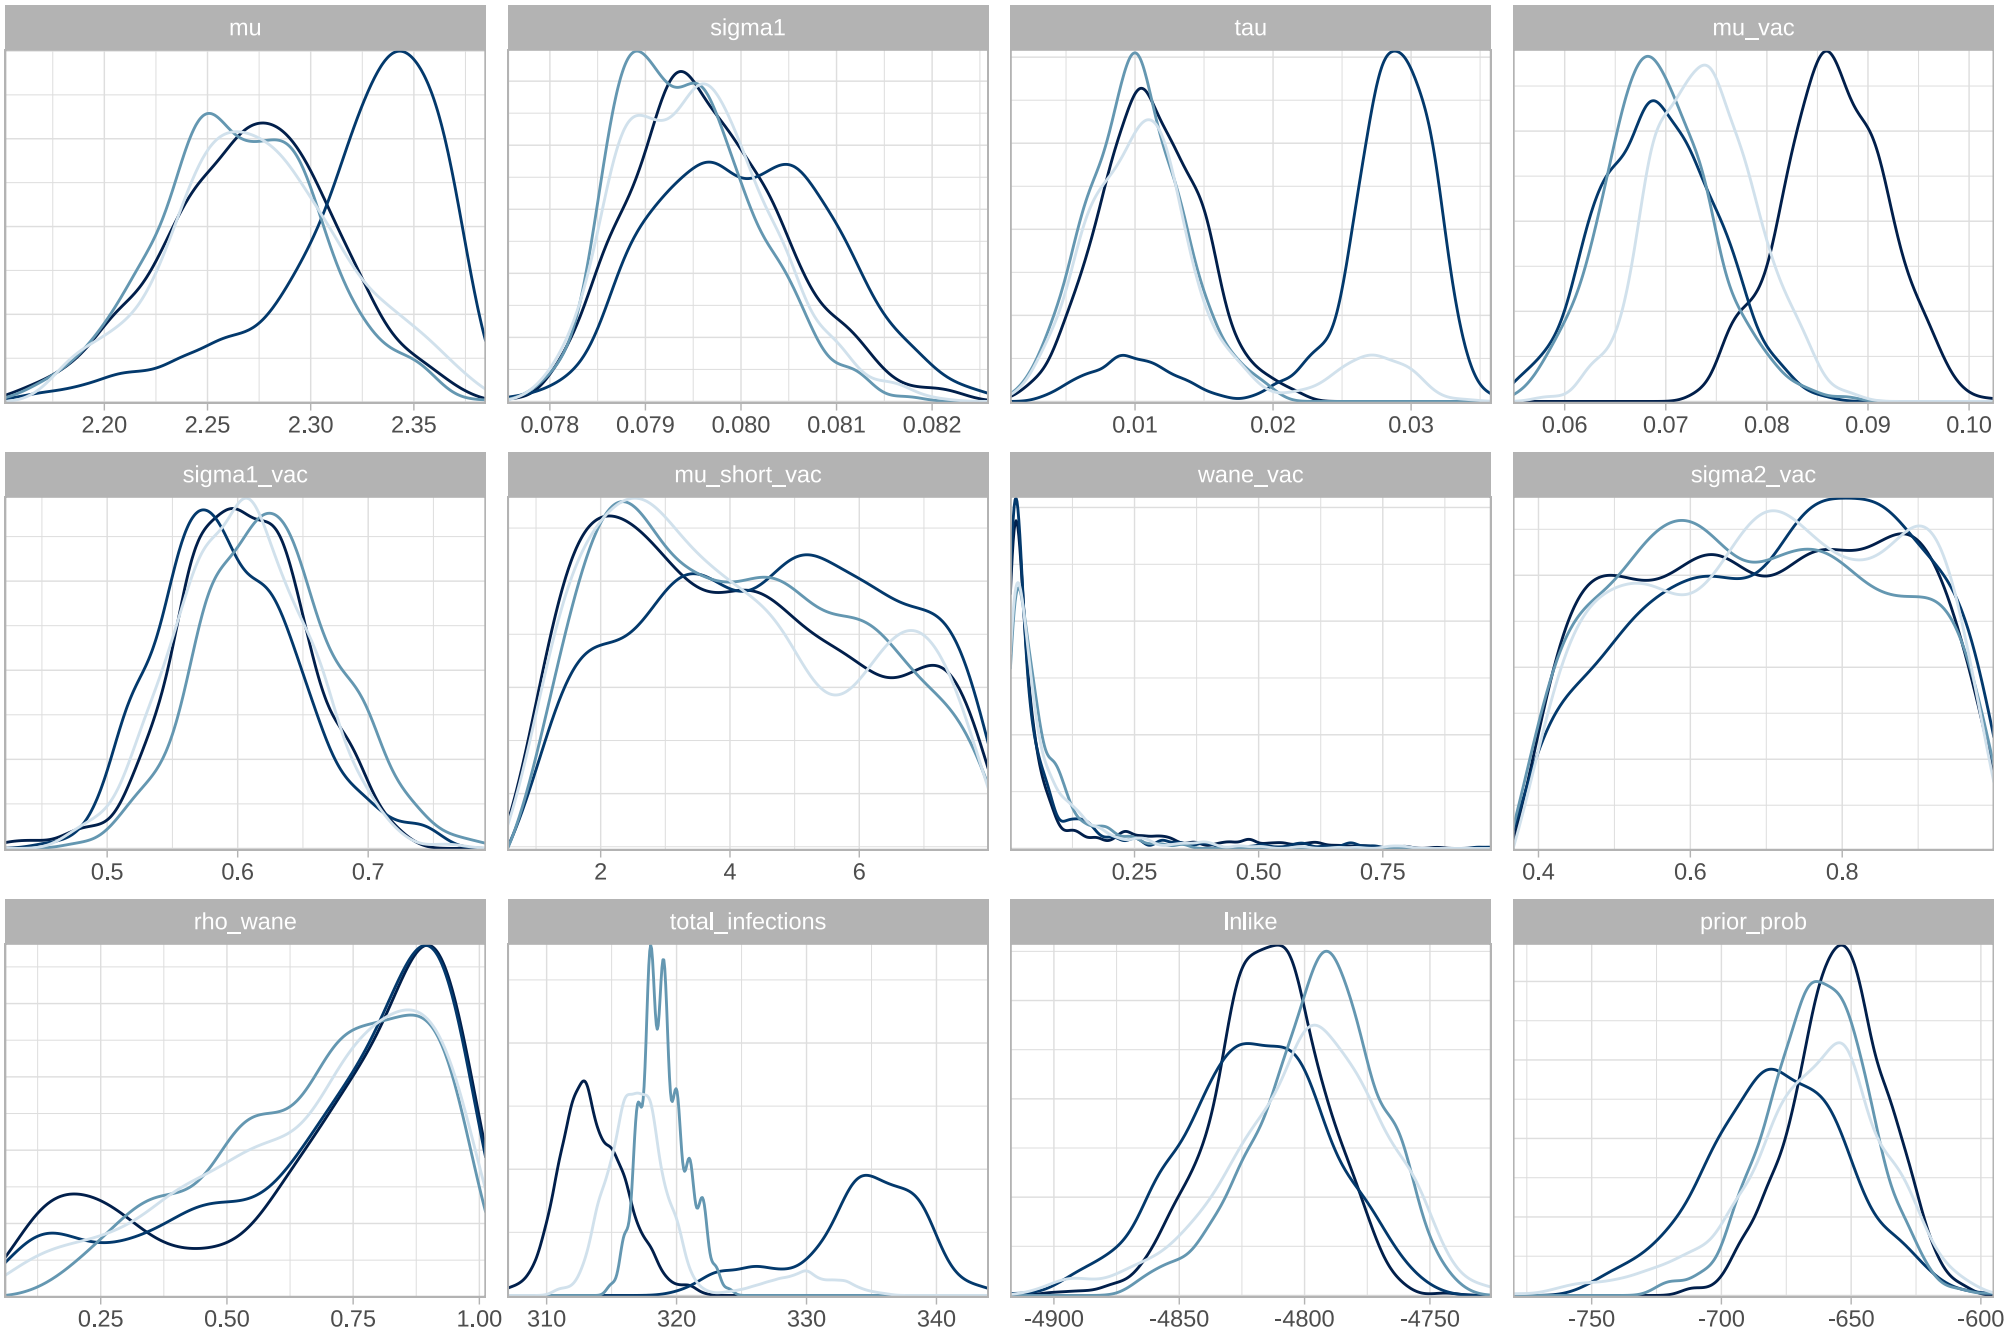 mu sigma1 tau mu_vac
2.20 2.25 2.30 2.35 0.078 0.079 0.080 0.081 0.082 0.01 0.02 0.03 0.06 0.07 0.08 0.09 0.10
sigma1_vac mu_short_vac wane_vac sigma2_vac
0.5 0.6 0.7 2 4 6 0.25 0.50 0.75 0.4 0.6 0.8
rho_wane total_infections lnlike prior_prob
0.25 0.50 0.75 1.00 310 320 330 340 -4900 -4850 -4800 -4750 -750 -700 -650 -600